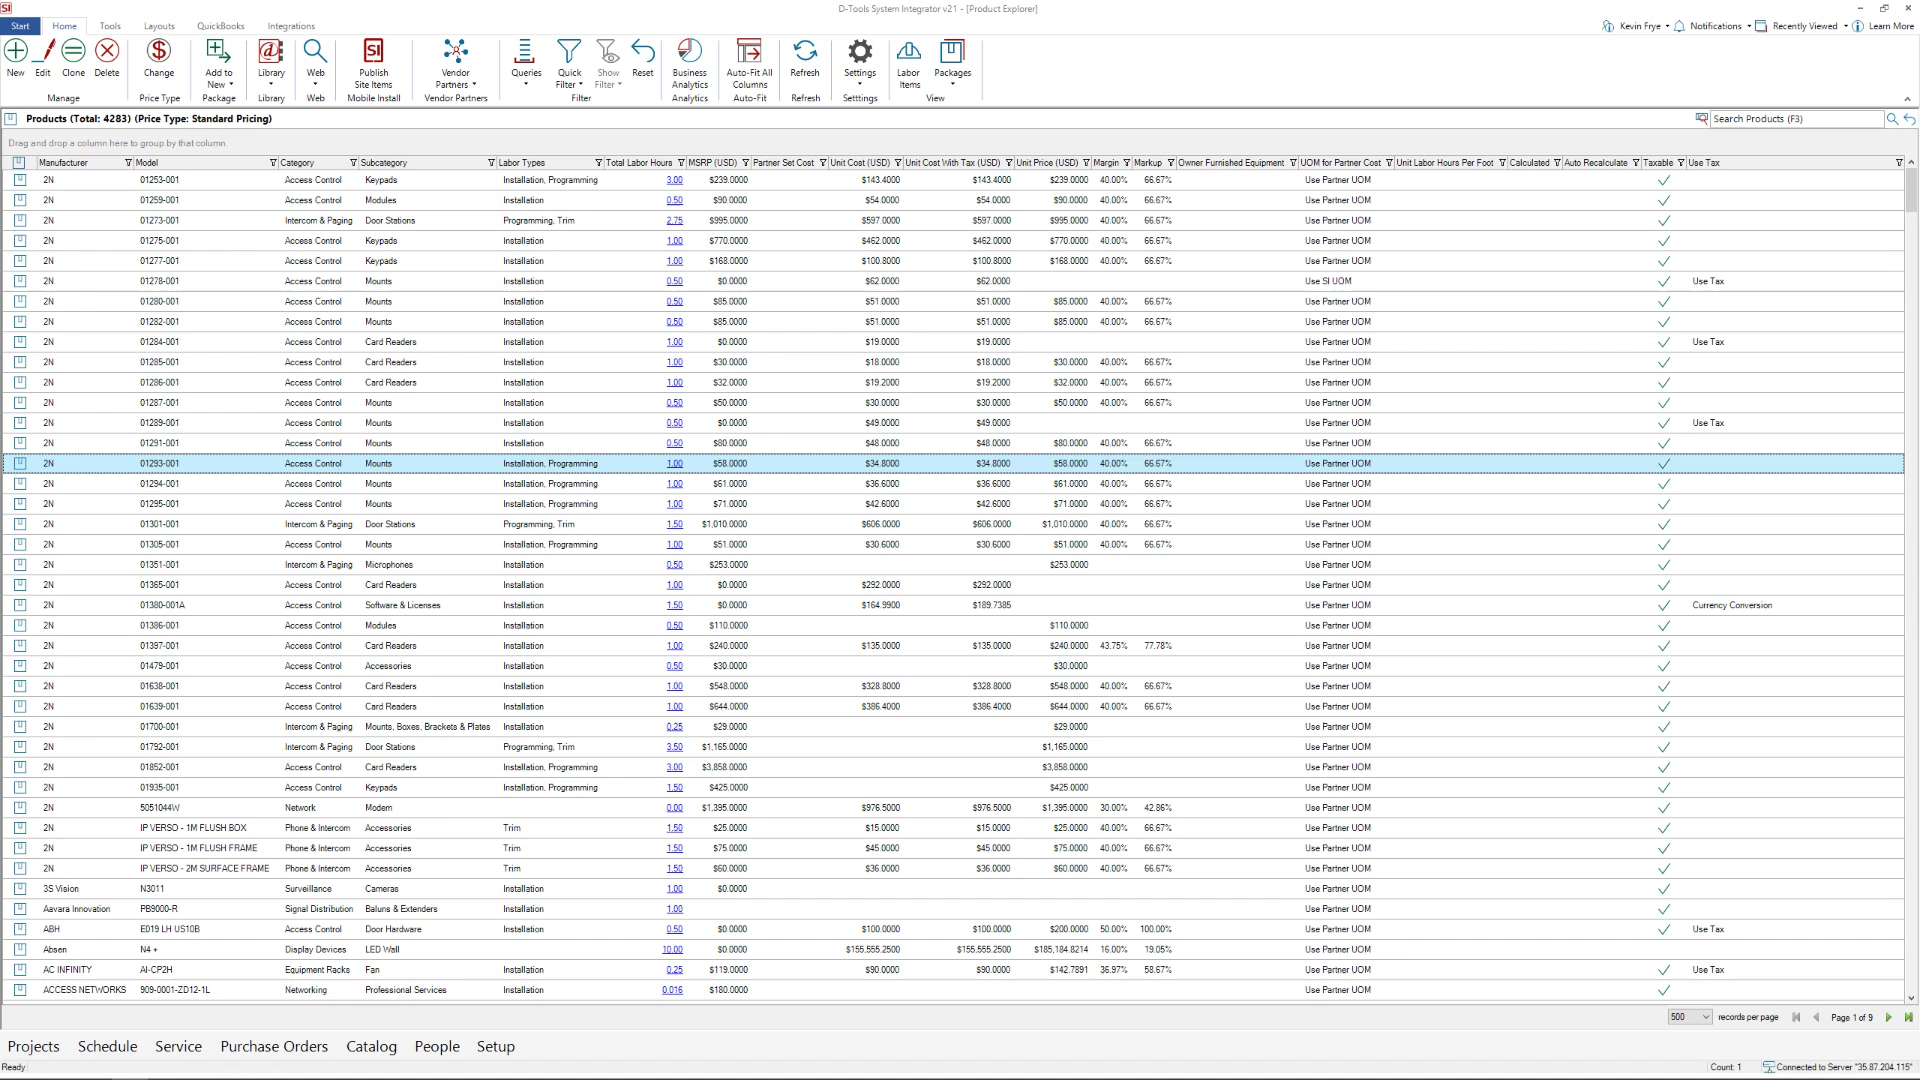 SI D-Tools System Integrator v21 - [Product Explorer]
Start Home Tools Layouts QuickBooks Integrations Kevin Frye Notifications Recently Viewed Learn More
New Edit Clone Delete Change Add to New Library Web Publish Site Items Vendor Partners Queries Quick Filter Show Filter Reset Business Analytics Auto-Fit All Columns Refresh Settings Labor Items Packages
Manage Price Type Package Library Web Mobile Install Vendor Partners Filter Analytics Auto-Fit Refresh Setttings View
Products (Total: 4283) (Price Type: Standard Pricing) Search Products (F3)
Drag and drop a column here to group by that column.
Manufacturer Model Category Subcategory Labor Types Total Labor Hours MSRP (USD) Partner Set Cost Unit Cost (USD) Unit Cost With Tax (USD) Unit Price (USD) Margin Markup Owner Furnished Equipment UOM for Partner Cost Unit Labor Hours Per Foot Calculated Auto Recalculate Taxable Use Tax
2N 01253-001 Access Control Keypads Installation, Programming 3.00 $239.0000 $143.4000 $143.4000 $239.0000 40.00% 66.67% Use Partner UOM
2N 01259-001 Access Control Modules Installation 0.50 $90.0000 $54.0000 $54.0000 $90.0000 40.00% 66.67% Use Partner UOM
2N 01273-001 Intercom & Paging Door Stations Programming, Trim 2.75 $995.0000 $597.0000 $597.0000 $995.0000 40.00% 66.67% Use Partner UOM
2N 01275-001 Access Control Keypads Installation 1.00 $770.0000 $462.0000 $462.0000 $770.0000 40.00% 66.67% Use Partner UOM
2N 01277-001 Access Control Keypads Installation 1.00 $168.0000 $100.8000 $100.8000 $168.0000 40.00% 66.67% Use Partner UOM
2N 01278-001 Access Control Mounts Installation 0.50 $0.0000 $62.0000 $62.0000 Use SI UOM Use Tax
2N 01280-001 Access Control Mounts Installation 0.50 $85.0000 $51.0000 $51.0000 $85.0000 40.00% 66.67% Use Partner UOM
2N 01282-001 Access Control Mounts Installation 0.50 $85.0000 $51.0000 $51.0000 $85.0000 40.00% 66.67% Use Partner UOM
2N 01284-001 Access Control Card Readers Installation 1.00 $0.0000 $19.0000 $19.0000 Use Partner UOM Use Tax
2N 01285-001 Access Control Card Readers Installation 1.00 $30.0000 $18.0000 $18.0000 $30.0000 40.00% 66.67% Use Partner UOM
2N 01286-001 Access Control Card Readers Installation 1.00 $32.0000 $19.2000 $19.2000 $32.0000 40.00% 66.67% Use Partner UOM
2N 01287-001 Access Control Mounts Installation 0.50 $50.0000 $30.0000 $30.0000 $50.0000 40.00% 66.67% Use Partner UOM
2N 01289-001 Access Control Mounts Installation 0.50 $0.0000 $49.0000 $49.0000 Use Partner UOM Use Tax
2N 01291-001 Access Control Mounts Installation 0.50 $80.0000 $48.0000 $48.0000 $80.0000 40.00% 66.67% Use Partner UOM
2N 01293-001 Access Control Mounts Installation, Programming 1.00 $58.0000 $34.8000 $34.8000 $58.0000 40.00% 66.67% Use Partner UOM
2N 01294-001 Access Control Mounts Installation, Programming 1.00 $61.0000 $36.6000 $36.6000 $61.0000 40.00% 66.67% Use Partner UOM
2N 01295-001 Access Control Mounts Installation, Programming 1.00 $71.0000 $42.6000 $42.6000 $71.0000 40.00% 66.67% Use Partner UOM
2N 01301-001 Intercom & Paging Door Stations Programming, Trim 1.50 $1,010.0000 $606.0000 $606.0000 $1,010.0000 40.00% 66.67% Use Partner UOM
2N 01305-001 Access Control Mounts Installation, Programming 1.00 $51.0000 $30.6000 $30.6000 $51.0000 40.00% 66.67% Use Partner UOM
2N 01351-001 Intercom & Paging Microphones Installation 0.50 $253.0000 $253.0000 Use Partner UOM
2N 01365-001 Access Control Card Readers Installation 1.00 $0.0000 $292.0000 $292.0000 Use Partner UOM
2N 01380-001A Access Control Software & Licenses Installation 1.50 $0.0000 $164.9900 $189.7385 Use Partner UOM Currency Conversion
2N 01386-001 Access Control Modules Installation 0.50 $110.0000 $110.0000 Use Partner UOM
2N 01397-001 Access Control Card Readers Installation 1.00 $240.0000 $135.0000 $135.0000 $240.0000 43.75% 77.78% Use Partner UOM
2N 01479-001 Access Control Accessories Installation 0.50 $30.0000 $30.0000 Use Partner UOM
2N 01638-001 Access Control Card Readers Installation 1.00 $548.0000 $328.8000 $328.8000 $548.0000 40.00% 66.67% Use Partner UOM
2N 01639-001 Access Control Card Readers Installation 1.00 $644.0000 $386.4000 $386.4000 $644.0000 40.00% 66.67% Use Partner UOM
2N 01700-001 Intercom & Paging Mounts, Boxes, Brackets & Plates Installation 0.25 $29.0000 $29.0000 Use Partner UOM
2N 01792-001 Intercom & Paging Door Stations Programming, Trim 3.50 $1,165.0000 $1,165.0000 Use Partner UOM
2N 01852-001 Access Control Card Readers Installation, Programming 3.00 $3,858.0000 $3,858.0000 Use Partner UOM
2N 01935-001 Access Control Keypads Installation, Programming 1.50 $425.0000 $425.0000 Use Partner UOM
2N 5051044W Network Modem 0.00 $1,395.0000 $976.5000 $976.5000 $1,395.0000 30.00% 42.86% Use Partner UOM
2N IP VERSO - 1M FLUSH BOX Phone & Intercom Accessories Trim 1.50 $25.0000 $15.0000 $15.0000 $25.0000 40.00% 66.67% Use Partner UOM
2N IP VERSO - 1M FLUSH FRAME Phone & Intercom Accessories Trim 1.50 $75.0000 $45.0000 $45.0000 $75.0000 40.00% 66.67% Use Partner UOM
2N IP VERSO - 2M SURFACE FRAME Phone & Intercom Accessories Trim 1.50 $60.0000 $36.0000 $36.0000 $60.0000 40.00% 66.67% Use Partner UOM
3S Vision N3011 Surveillance Cameras Installation 1.00 $0.0000 Use Partner UOM
Aavara Innovation PB9000-R Signal Distribution Baluns & Extenders Installation 1.00 Use Partner UOM
ABH E019 LH US10B Access Control Door Hardware Installation 0.50 $0.0000 $100.0000 $100.0000 $200.0000 50.00% 100.00% Use Partner UOM Use Tax
Absen N4 + Display Devices LED Wall 10.00 $0.0000 $155,555.2500 $155,555.2500 $185,184.8214 16.00% 19.05% Use Partner UOM
AC INFINITY AI-CP2H Equipment Racks Fan Installation 0.25 $119.0000 $90.0000 $90.0000 $142.7891 36.97% 58.67% Use Partner UOM Use Tax
ACCESS NETWORKS 909-0001-ZD12-1L Networking Professional Services Installation 0.016 $180.0000 Use Partner UOM
500 records per page Page 1 of 9
Projects Schedule Service Purchase Orders Catalog People Setup
Ready Count: 1 Connected to Server "35.87.204.115"